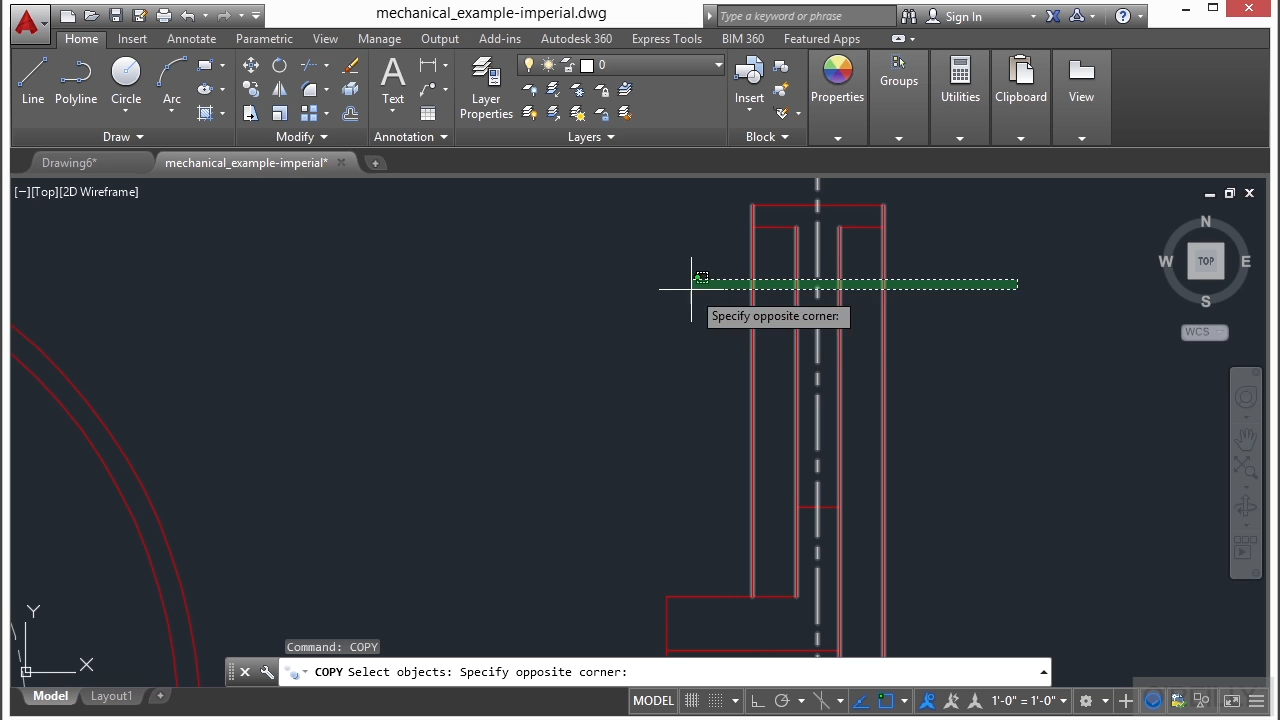 mechanical_example-imperial.dwg
Type a keyword or phrase
Sign In
Home Insert Annotate Parametric View Manage Output Add-ins Autodesk 360 Express Tools BIM 360 Featured Apps
0
Line Polyline Circle Arc Text Layer Properties Insert Properties Groups Utilities Clipboard View
Draw Modify Annotation Layers Block
Drawing6* mechanical_example-imperial*
[−][Top][2D Wireframe]
N
W TOP E
S
WCS
Specify opposite corner:
Y
X
Command: COPY
COPY Select objects: Specify opposite corner:
Model Layout1 MODEL 1'-0" = 1'-0"